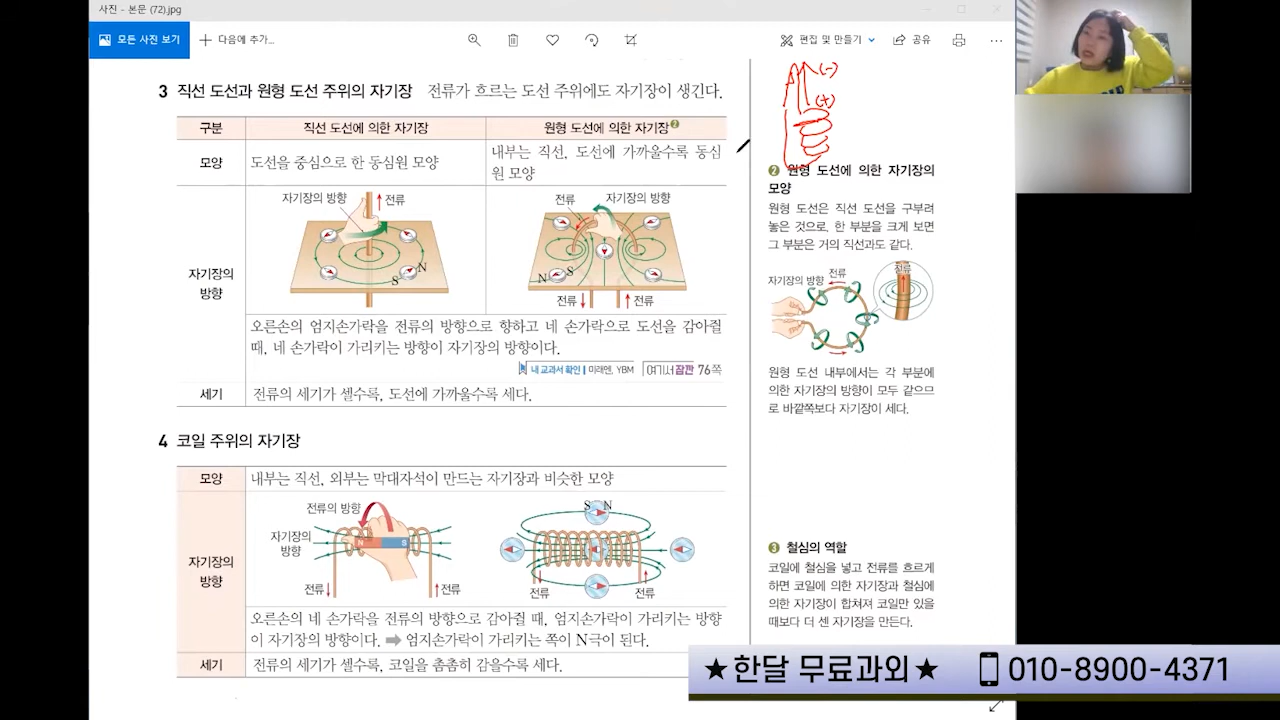 사진 - 본문 (72).jpg
모든 사진 보기
다음에 추가...
편집 및 만들기
공유
(-)
(+)
3 직선 도선과 원형 도선 주위의 자기장 전류가 흐르는 도선 주위에도 자기장이 생긴다.
구분
직선 도선에 의한 자기장
원형 도선에 의한 자기장❷
모양
도선을 중심으로 한 동심원 모양
내부는 직선, 도선에 가까울수록 동심
원 모양
자기장의
방향
자기장의 방향
전류
S
N
전류
자기장의 방향
N
S
전류
전류
오른손의 엄지손가락을 전류의 방향으로 향하고 네 손가락으로 도선을 감아쥘
때, 네 손가락이 가리키는 방향이 자기장의 방향이다.
내 교과서 확인 | 미래엔, YBM
여기서 잠깐 76쪽
세기
전류의 세기가 셀수록, 도선에 가까울수록 세다.
4 코일 주위의 자기장
모양
내부는 직선, 외부는 막대자석이 만드는 자기장과 비슷한 모양
자기장의
방향
전류의 방향
자기장의
방향
N
S
전류
전류
S
N
전류
전류
오른손의 네 손가락을 전류의 방향으로 감아쥘 때, 엄지손가락이 가리키는 방향
이 자기장의 방향이다. ➡ 엄지손가락이 가리키는 쪽이 N극이 된다.
세기
전류의 세기가 셀수록, 코일을 촘촘히 감을수록 세다.
❷ 원형 도선에 의한 자기장의
모양
원형 도선은 직선 도선을 구부려
놓은 것으로, 한 부분을 크게 보면
그 부분은 거의 직선과도 같다.
자기장의 방향
전류
전류
원형 도선 내부에서는 각 부분에
의한 자기장의 방향이 모두 같으므
로 바깥쪽보다 자기장이 세다.
❸ 철심의 역할
코일에 철심을 넣고 전류를 흐르게
하면 코일에 의한 자기장과 철심에
의한 자기장이 합쳐져 코일만 있을
때보다 더 센 자기장을 만든다.
★한달 무료과외★ 010-8900-4371